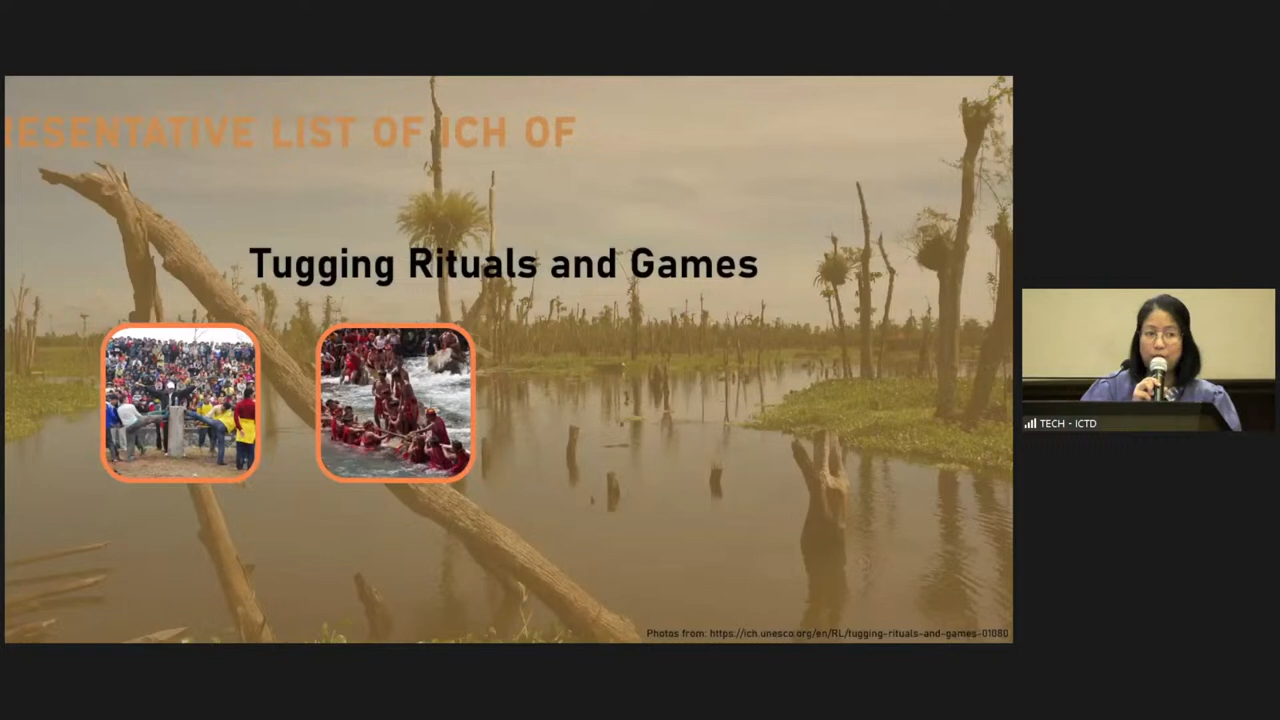 RESENTATIVE LIST OF ICH OF
Tugging Rituals and Games
TECH - ICTD
Photos from: https://ich.unesco.org/en/RL/tugging-rituals-and-games-01080